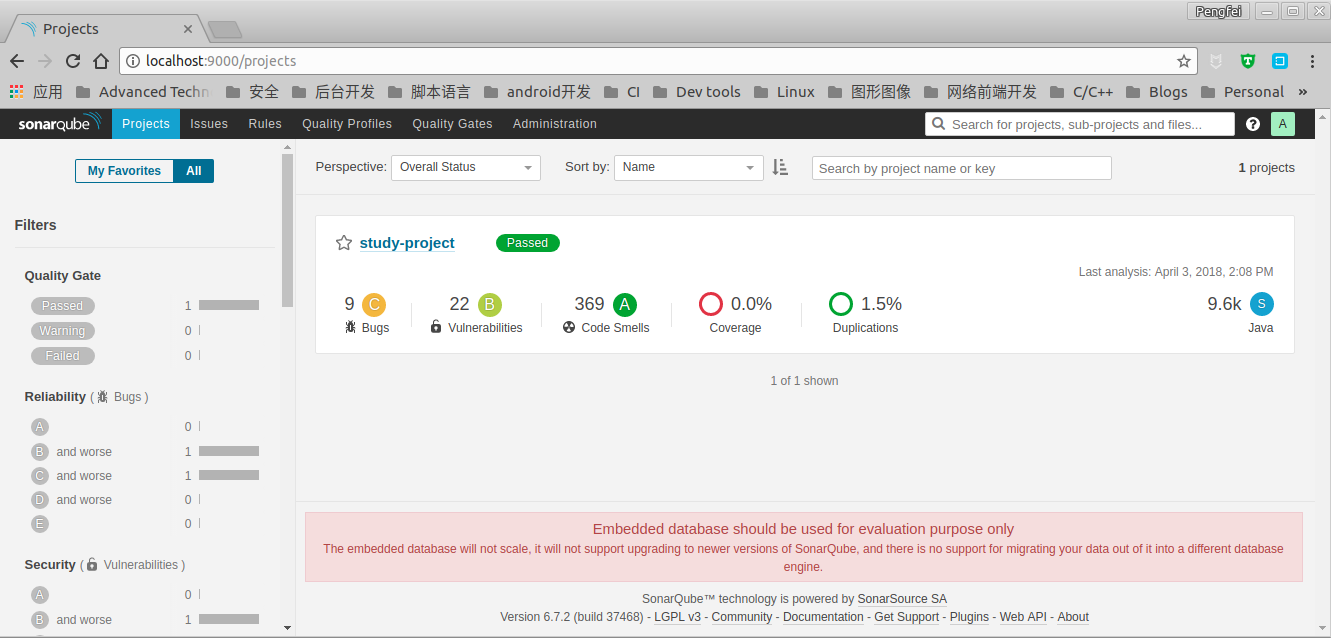 Pengfei
Projects
localhost:9000/projects
应用 Advanced Techn 安全 后台开发 脚本语言 android开发 CI Dev tools Linux 图形图像 网络前端开发 C/C++ Blogs Personal »
sonarqube Projects Issues Rules Quality Profiles Quality Gates Administration Search for projects, sub-projects and files... ? A
My Favorites All
Perspective: Overall Status Sort by: Name Search by project name or key 1 projects
Filters
Quality Gate
Passed 1
Warning 0
Failed 0
Reliability ( Bugs )
A 0
B and worse 1
C and worse 1
D and worse 0
E 0
Security ( Vulnerabilities )
A 0
B and worse 1
study-project Passed
Last analysis: April 3, 2018, 2:08 PM
9 C 22 B 369 A 0.0% 1.5% 9.6k S
Bugs Vulnerabilities Code Smells Coverage Duplications Java
1 of 1 shown
Embedded database should be used for evaluation purpose only
The embedded database will not scale, it will not support upgrading to newer versions of SonarQube, and there is no support for migrating your data out of it into a different database
engine.
SonarQube™ technology is powered by SonarSource SA
Version 6.7.2 (build 37468) - LGPL v3 - Community - Documentation - Get Support - Plugins - Web API - About